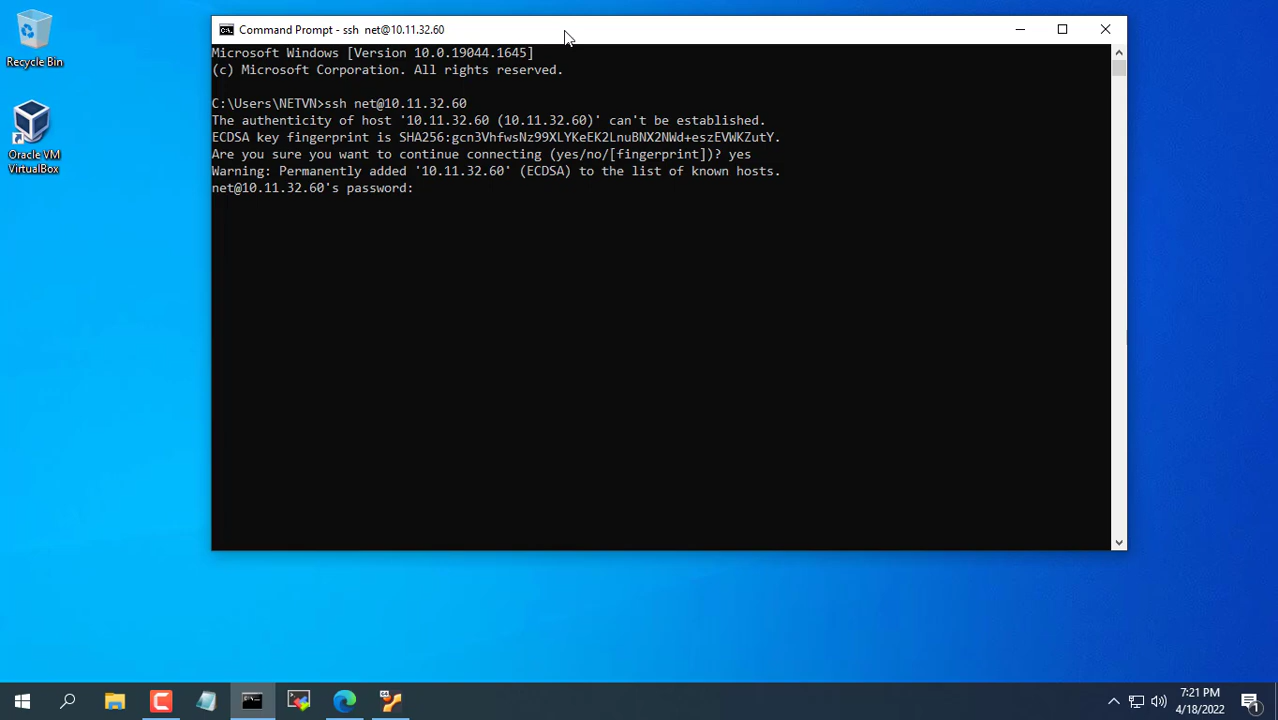 Recycle Bin
Oracle VM
VirtualBox
Command Prompt - ssh  net@10.11.32.60
Microsoft Windows [Version 10.0.19044.1645]
(c) Microsoft Corporation. All rights reserved.
C:\Users\NETVN>ssh net@10.11.32.60
The authenticity of host '10.11.32.60 (10.11.32.60)' can't be established.
ECDSA key fingerprint is SHA256:gcn3VhfwsNz99XLYKeEK2LnuBNX2NWd+eszEVWKZutY.
Are you sure you want to continue connecting (yes/no/[fingerprint])? yes
Warning: Permanently added '10.11.32.60' (ECDSA) to the list of known hosts.
net@10.11.32.60's password:
7:21 PM
4/18/2022
1